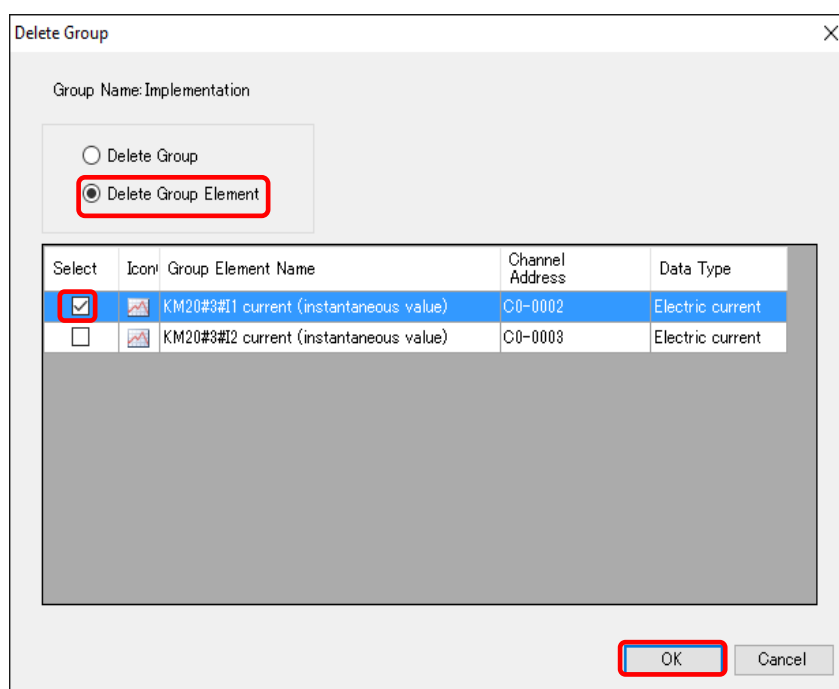 Delete Group
Group Name:Implementation
Delete Group
Delete Group Element
Select Icon Group Element Name Channel Address Data Type
KM20#3#I1 current (instantaneous value) C0-0002 Electric current
KM20#3#I2 current (instantaneous value) C0-0003 Electric current
OK Cancel